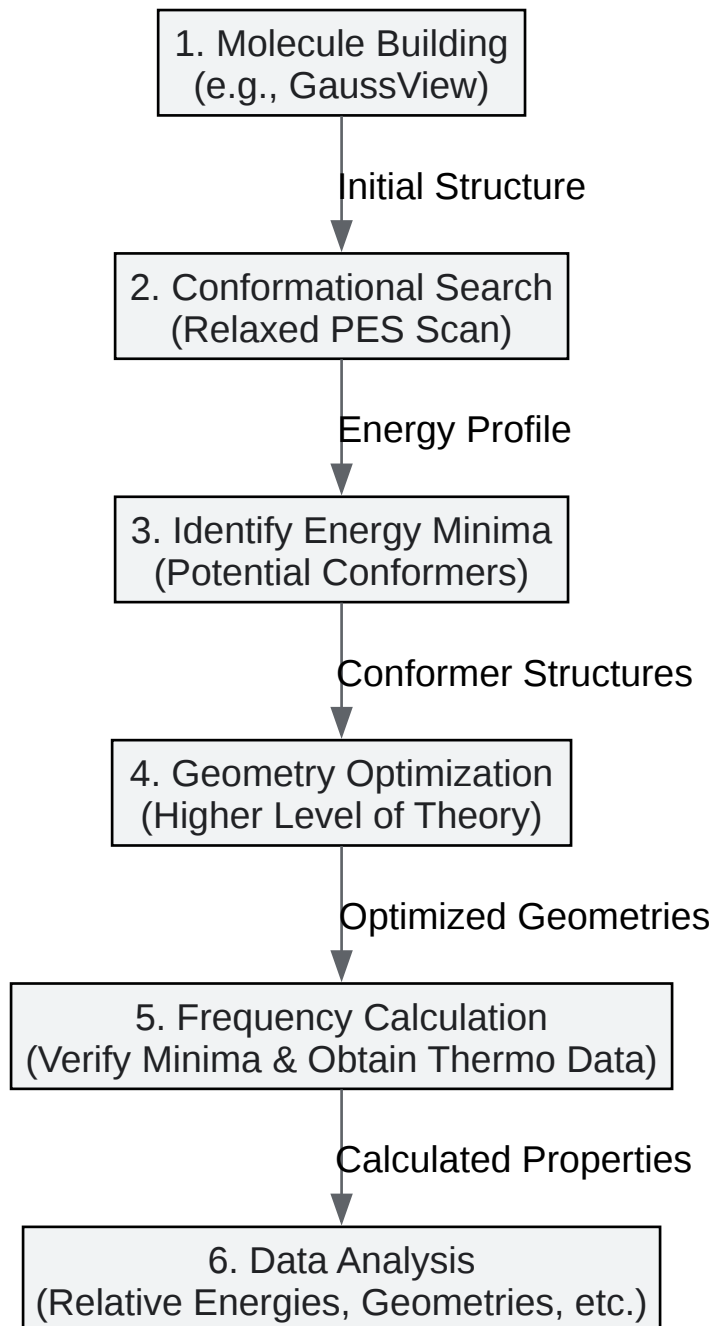 1. Molecule Building
(e.g., GaussView)
Initial Structure
2. Conformational Search
(Relaxed PES Scan)
Energy Profile
3. Identify Energy Minima
(Potential Conformers)
Conformer Structures
4. Geometry Optimization
(Higher Level of Theory)
Optimized Geometries
5. Frequency Calculation
(Verify Minima & Obtain Thermo Data)
Calculated Properties
6. Data Analysis
(Relative Energies, Geometries, etc.)